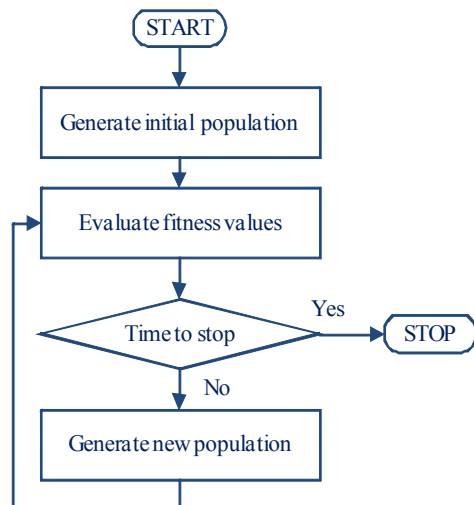 START
Generate initial population
Evaluate fitness values
Time to stop
Yes
STOP
No
Generate new population